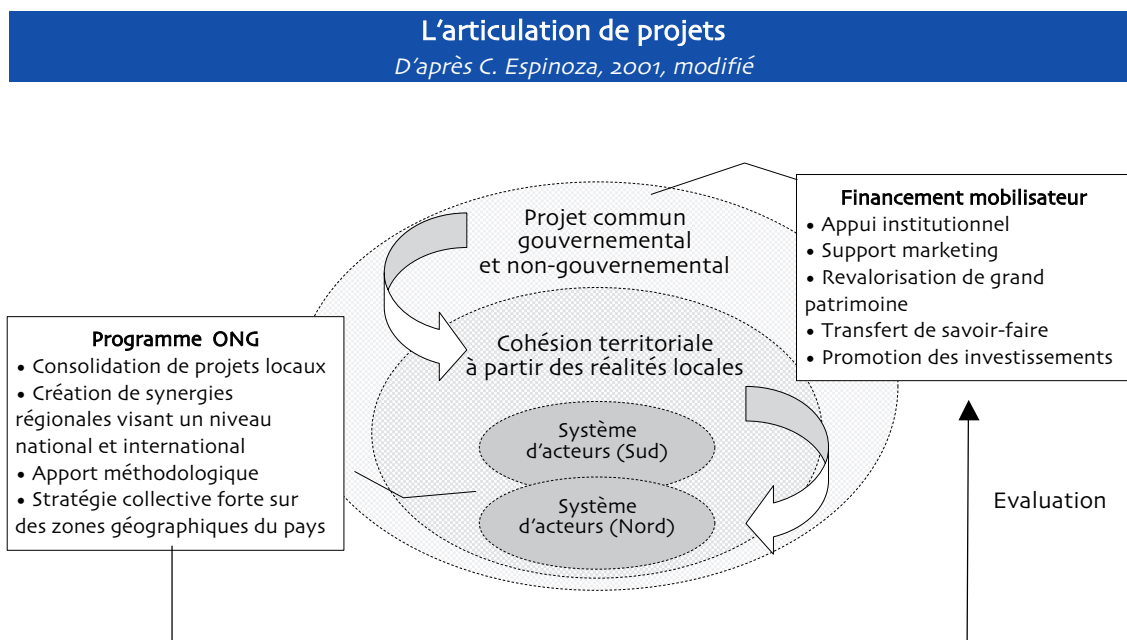 L'articulation de projets
D'après C. Espinoza, 2001, modifié
Projet commun
gouvernemental
et non-gouvernemental
Financement mobilisateur
• Appui institutionnel
• Support marketing
• Revalorisation de grand
patrimoine
• Transfert de savoir-faire
• Promotion des investissements
Programme ONG
• Consolidation de projets locaux
• Création de synergies
régionales visant un niveau
national et international
• Apport méthodologique
• Stratégie collective forte sur
des zones géographiques du pays
Cohésion territoriale
à partir des réalités locales
Système
d'acteurs (Sud)
Système
d'acteurs (Nord)
Evaluation